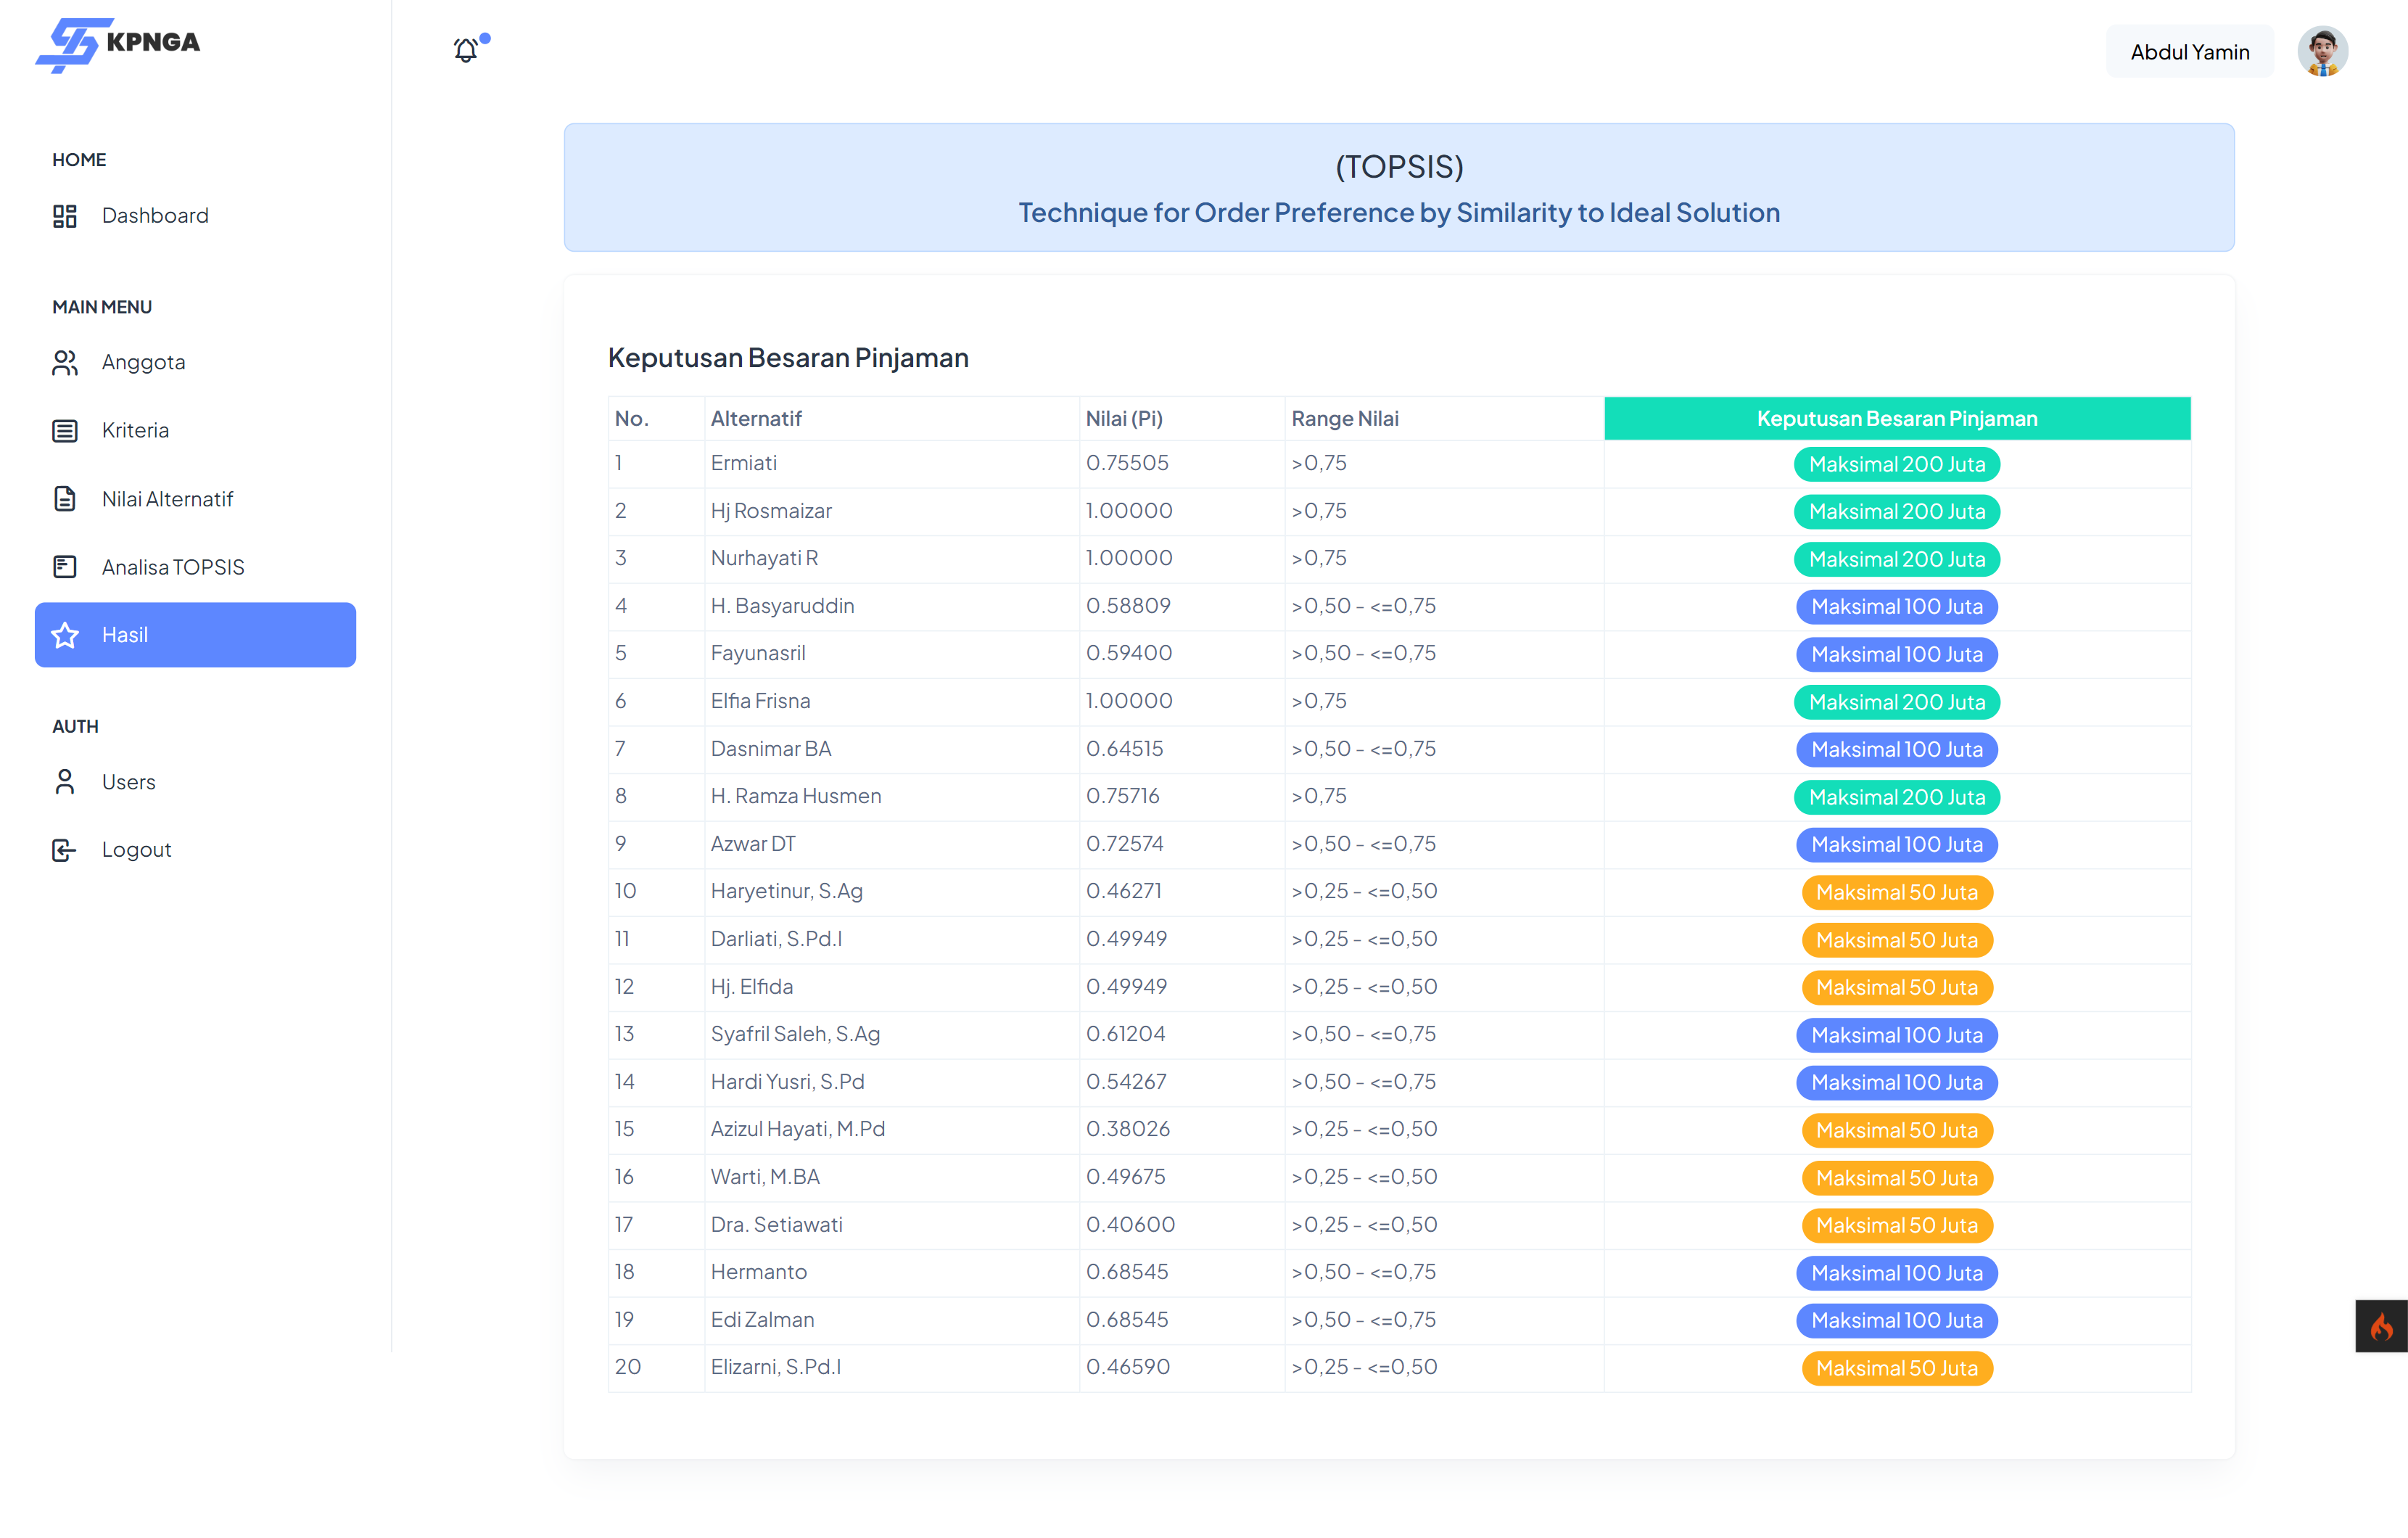 KPNGA
Abdul Yamin
HOME
Dashboard
MAIN MENU
Anggota
Kriteria
Nilai Alternatif
Analisa TOPSIS
Hasil
AUTH
Users
Logout
(TOPSIS)
Technique for Order Preference by Similarity to Ideal Solution
Keputusan Besaran Pinjaman
No. Alternatif Nilai (Pi) Range Nilai Keputusan Besaran Pinjaman
1 Ermiati 0.75505 >0,75 Maksimal 200 Juta
2 Hj Rosmaizar 1.00000 >0,75 Maksimal 200 Juta
3 Nurhayati R 1.00000 >0,75 Maksimal 200 Juta
4 H. Basyaruddin 0.58809 >0,50 - <=0,75 Maksimal 100 Juta
5 Fayunasril 0.59400 >0,50 - <=0,75 Maksimal 100 Juta
6 Elfia Frisna 1.00000 >0,75 Maksimal 200 Juta
7 Dasnimar BA 0.64515 >0,50 - <=0,75 Maksimal 100 Juta
8 H. Ramza Husmen 0.75716 >0,75 Maksimal 200 Juta
9 Azwar DT 0.72574 >0,50 - <=0,75 Maksimal 100 Juta
10 Haryetinur, S.Ag 0.46271 >0,25 - <=0,50 Maksimal 50 Juta
11 Darliati, S.Pd.I 0.49949 >0,25 - <=0,50 Maksimal 50 Juta
12 Hj. Elfida 0.49949 >0,25 - <=0,50 Maksimal 50 Juta
13 Syafril Saleh, S.Ag 0.61204 >0,50 - <=0,75 Maksimal 100 Juta
14 Hardi Yusri, S.Pd 0.54267 >0,50 - <=0,75 Maksimal 100 Juta
15 Azizul Hayati, M.Pd 0.38026 >0,25 - <=0,50 Maksimal 50 Juta
16 Warti, M.BA 0.49675 >0,25 - <=0,50 Maksimal 50 Juta
17 Dra. Setiawati 0.40600 >0,25 - <=0,50 Maksimal 50 Juta
18 Hermanto 0.68545 >0,50 - <=0,75 Maksimal 100 Juta
19 Edi Zalman 0.68545 >0,50 - <=0,75 Maksimal 100 Juta
20 Elizarni, S.Pd.I 0.46590 >0,25 - <=0,50 Maksimal 50 Juta